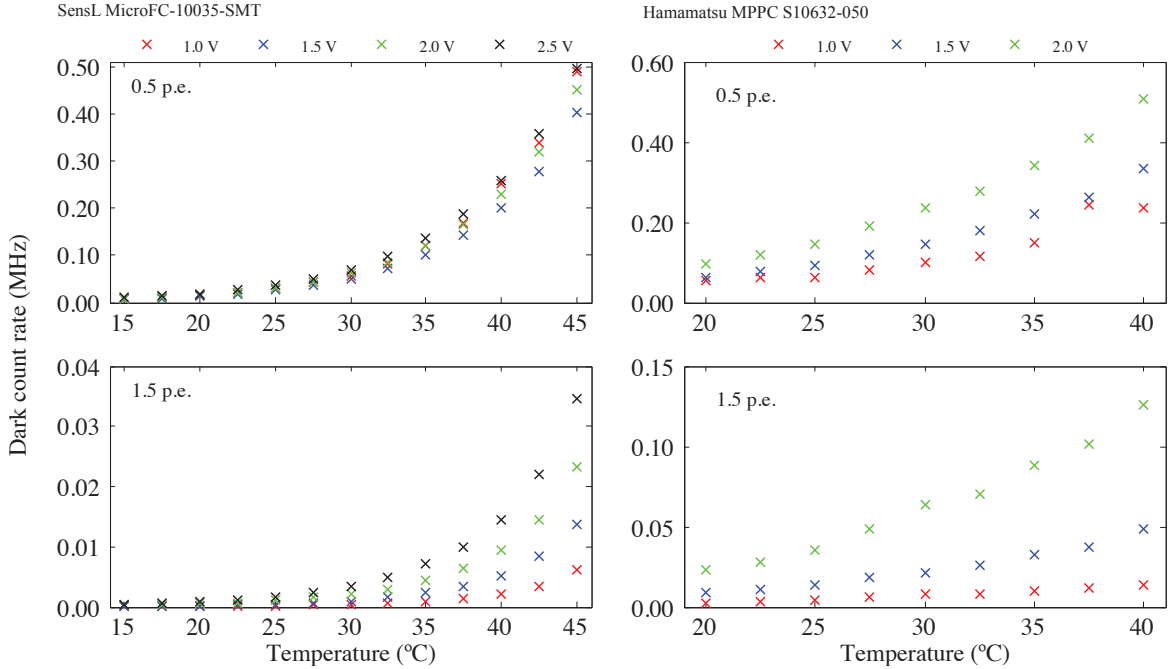 SensL MicroFC-10035-SMT
Hamamatsu MPPC S10632-050
× 1.0 V × 1.5 V × 2.0 V × 2.5 V
× 1.0 V × 1.5 V × 2.0 V
Dark count rate (MHz)
0.5 p.e.
0.50
0.40
0.30
0.20
0.10
0.00
15 20 25 30 35 40 45
0.5 p.e.
0.60
0.40
0.20
0.00
20 25 30 35 40
1.5 p.e.
0.04
0.03
0.02
0.01
0.00
15 20 25 30 35 40 45
Temperature (ºC)
1.5 p.e.
0.15
0.10
0.05
0.00
20 25 30 35 40
Temperature (ºC)